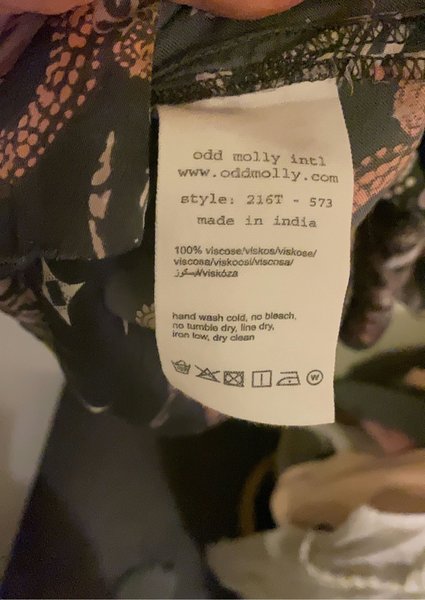 odd molly intl
www.oddmolly.com
style: 216T - 573
made in india
100% viscose/viskos/viskose/
viscosa/viskoosi/viscosa/
فيسكوز/viskóza
hand wash cold, no bleach,
no tumble dry, line dry,
iron low, dry clean
W